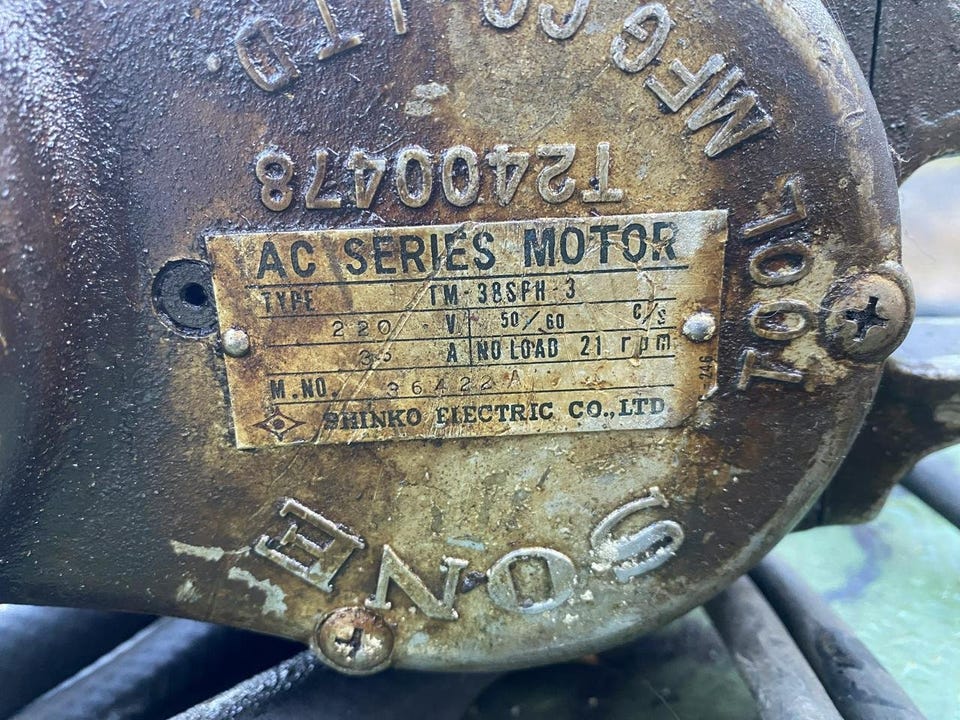 SONE TOOL MFG CO LTD
T2400478
AC SERIES MOTOR
TYPE TM-38SPH-3
220 V 50/60 C/s
A NO LOAD 21 rpm
M.NO. 36422A
SHINKO ELECTRIC CO.,LTD